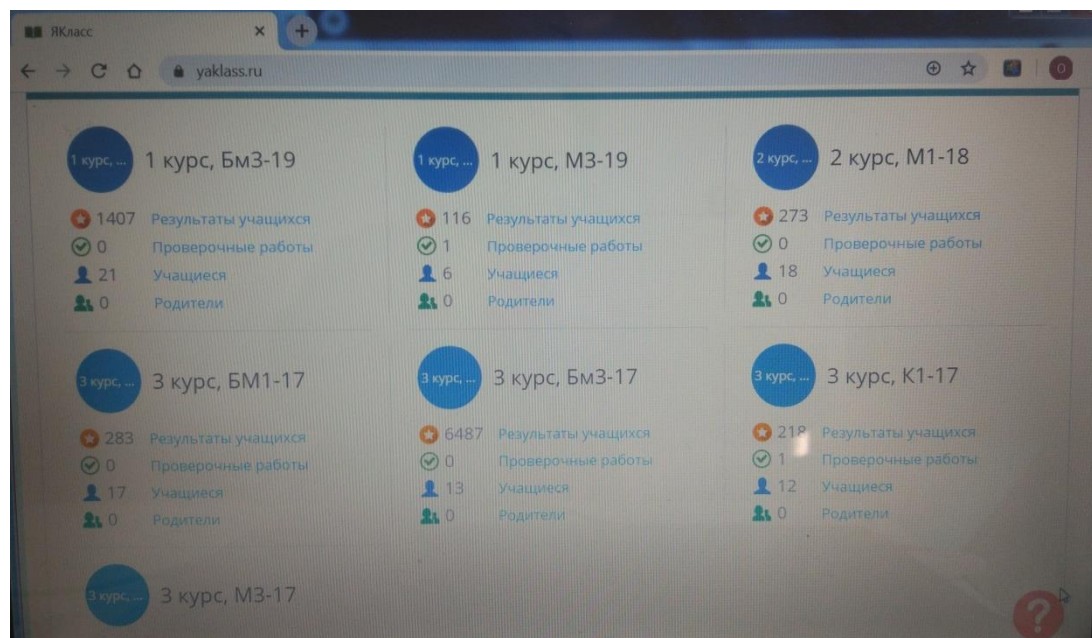 ЯКласс
yaklass.ru
O
1 курс, ... 1 курс, Бм3-19
1407 Результаты учащихся
0 Проверочные работы
21 Учащиеся
0 Родители
1 курс, ... 1 курс, М3-19
116 Результаты учащихся
1 Проверочные работы
6 Учащиеся
0 Родители
2 курс, ... 2 курс, М1-18
273 Результаты учащихся
0 Проверочные работы
18 Учащиеся
0 Родители
3 курс, ... 3 курс, БМ1-17
283 Результаты учащихся
0 Проверочные работы
17 Учащиеся
0 Родители
3 курс, ... 3 курс, Бм3-17
6487 Результаты учащихся
0 Проверочные работы
13 Учащиеся
0 Родители
3 курс, ... 3 курс, К1-17
218 Результаты учащихся
1 Проверочные работы
12 Учащиеся
0 Родители
3 курс, ... 3 курс, М3-17
?